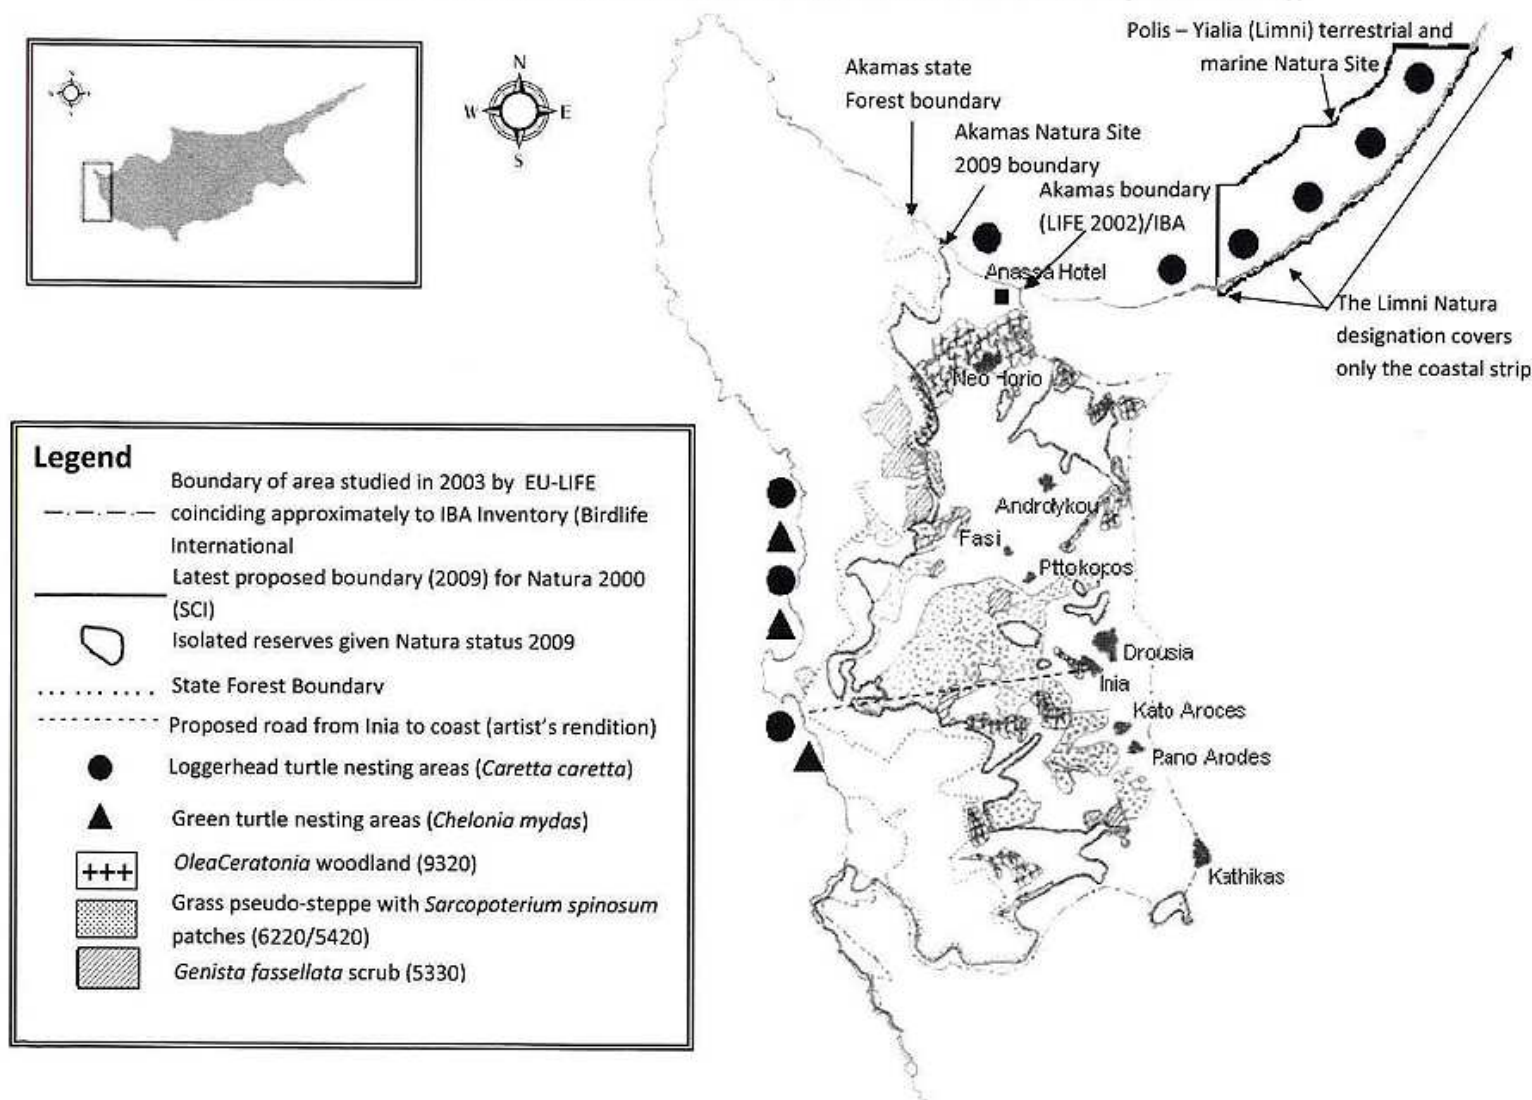 Polis – Yialia (Limni) terrestrial and
marine Natura Site
Akamas state
Forest boundary
Akamas Natura Site
2009 boundary
Akamas boundary
(LIFE 2002)/IBA
N
W E
S
Anassa Hotel
The Limni Natura
designation covers
only the coastal strip
Neo Horio
Androlykou
Fasi
Pttokopos
Drousia
Inia
Kato Aroces
Pano Arodes
Kathikas
Legend
Boundary of area studied in 2003 by EU-LIFE
coinciding approximately to IBA Inventory (Birdlife
International
Latest proposed boundary (2009) for Natura 2000
(SCI)
Isolated reserves given Natura status 2009
State Forest Boundary
Proposed road from Inia to coast (artist's rendition)
Loggerhead turtle nesting areas (Caretta caretta)
Green turtle nesting areas (Chelonia mydas)
OleaCeratonia woodland (9320)
Grass pseudo-steppe with Sarcopoterium spinosum
patches (6220/5420)
Genista fassellata scrub (5330)